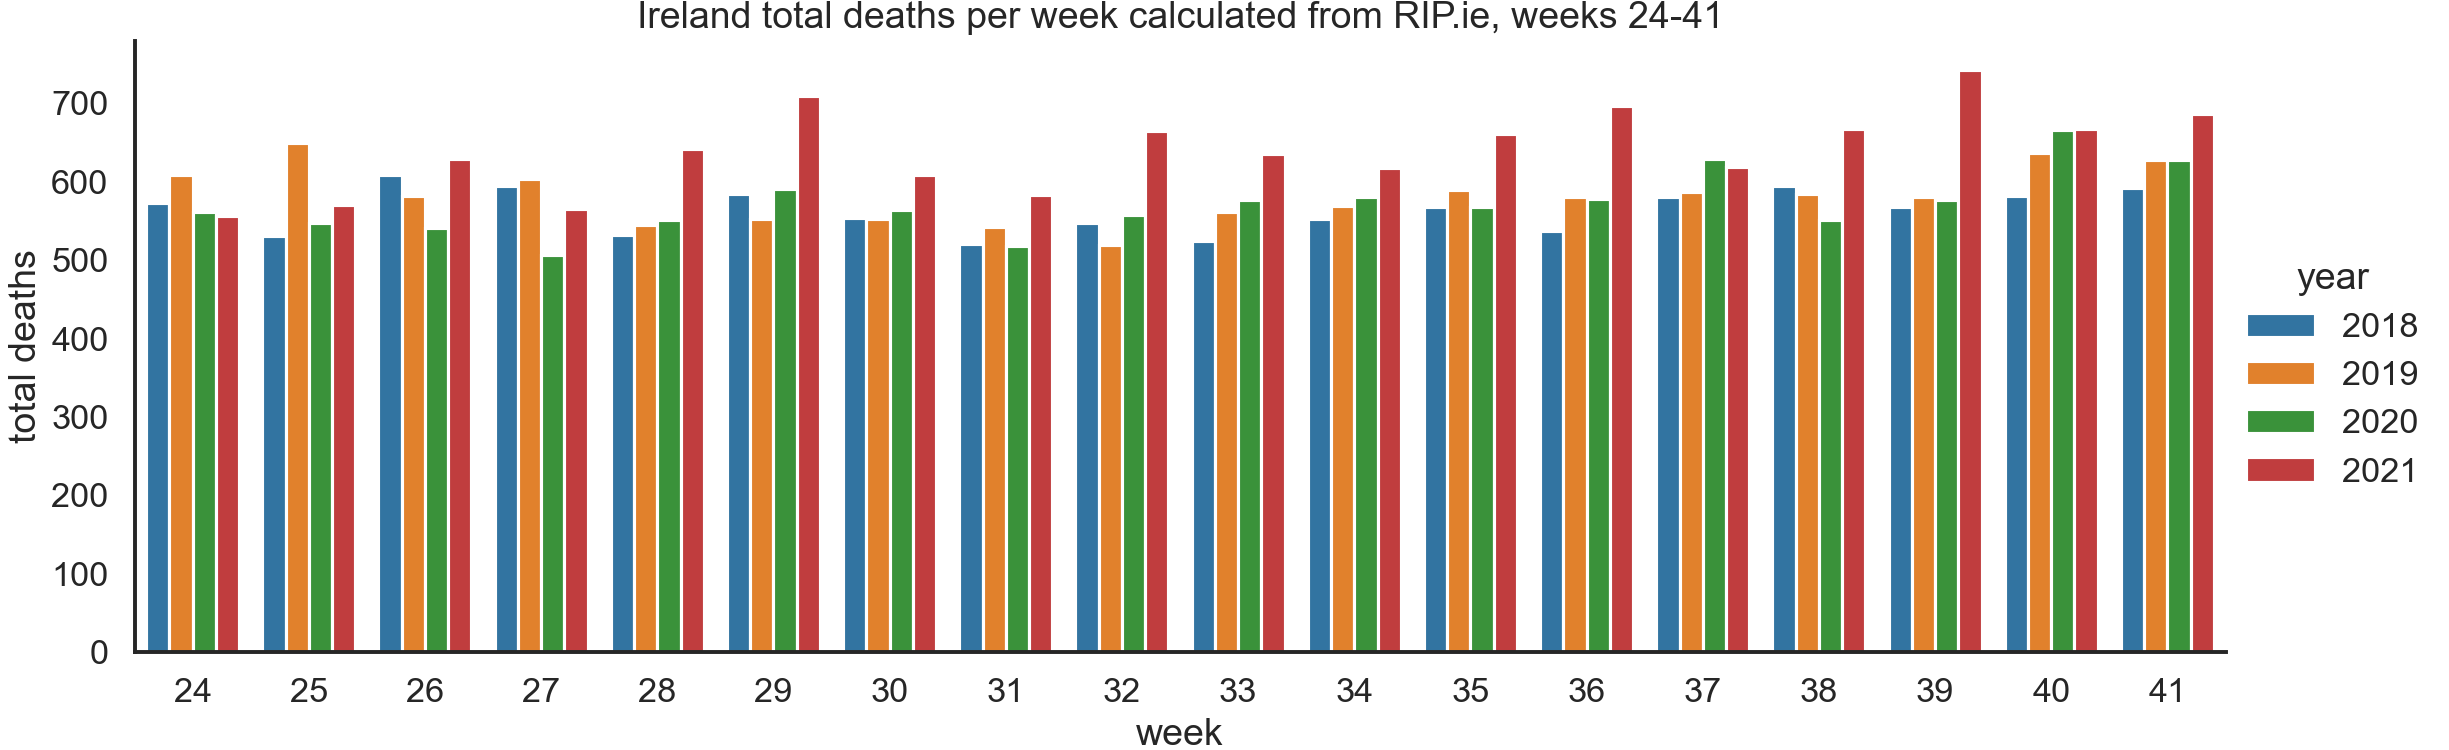 Ireland total deaths per week calculated from RIP.ie, weeks 24-41
total deaths
700
600
500
400
300
200
100
0
24 25 26 27 28 29 30 31 32 33 34 35 36 37 38 39 40 41
week
year
2018
2019
2020
2021